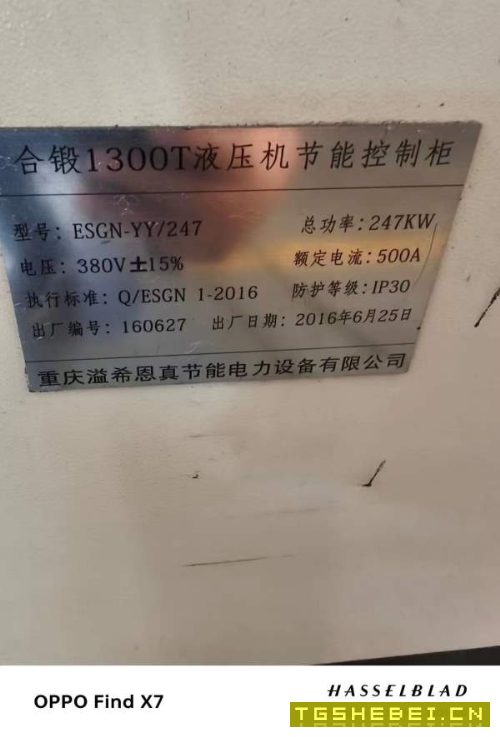 合锻1300T液压机节能控制柜
型号：ESGN-YY/247 总功率：247KW
电压：380V±15% 额定电流：500A
执行标准：Q/ESGN 1-2016 防护等级：IP30
出厂编号：160627 出厂日期：2016年6月25日
重庆溢希恩真节能电力设备有限公司
OPPO Find X7
HASSELBLAD
TGSHEBEI.CN